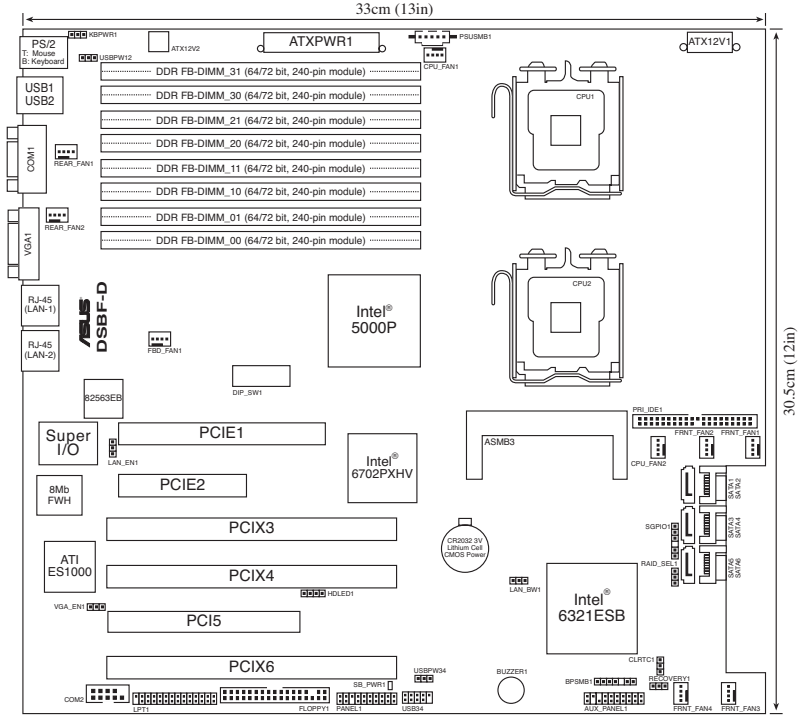 33cm (13in)
PS/2
T: Mouse
B: Keyboard
KBPWR1
USBPW12
ATX12V2
ATXPWR1
PSUSMB1
CPU_FAN1
ATX12V1
USB1
USB2
DDR FB-DIMM_31 (64/72 bit, 240-pin module)
DDR FB-DIMM_30 (64/72 bit, 240-pin module)
DDR FB-DIMM_21 (64/72 bit, 240-pin module)
DDR FB-DIMM_20 (64/72 bit, 240-pin module)
DDR FB-DIMM_11 (64/72 bit, 240-pin module)
DDR FB-DIMM_10 (64/72 bit, 240-pin module)
DDR FB-DIMM_01 (64/72 bit, 240-pin module)
DDR FB-DIMM_00 (64/72 bit, 240-pin module)
CPU1
COM1
REAR_FAN1
REAR_FAN2
VGA1
CPU2
RJ-45
(LAN-1)
RJ-45
(LAN-2)
ASUS
DSBF-D
Intel®
5000P
FBD_FAN1
DIP_SW1
82563EB
30.5cm (12in)
PRI_IDE1
FRNT_FAN2
FRNT_FAN1
CPU_FAN2
ASMB3
Super
I/O
LAN_EN1
PCIE1
PCIE2
Intel®
6702PXHV
8Mb
FWH
SATA1
SATA2
SATA3
SATA4
SATA5
SATA6
SGPIO1
RAID_SEL1
PCIX3
CR2032 3V
Lithium Cell
CMOS Power
ATI
ES1000
PCIX4
HDLED1
LAN_BW1
Intel®
6321ESB
VGA_EN1
PCI5
PCIX6
SB_PWR1
USBPW34
BUZZER1
CLRTC1
BPSMB1
RECOVERY1
COM2
LPT1
FLOPPY1
PANEL1
USB34
AUX_PANEL1
FRNT_FAN4
FRNT_FAN3